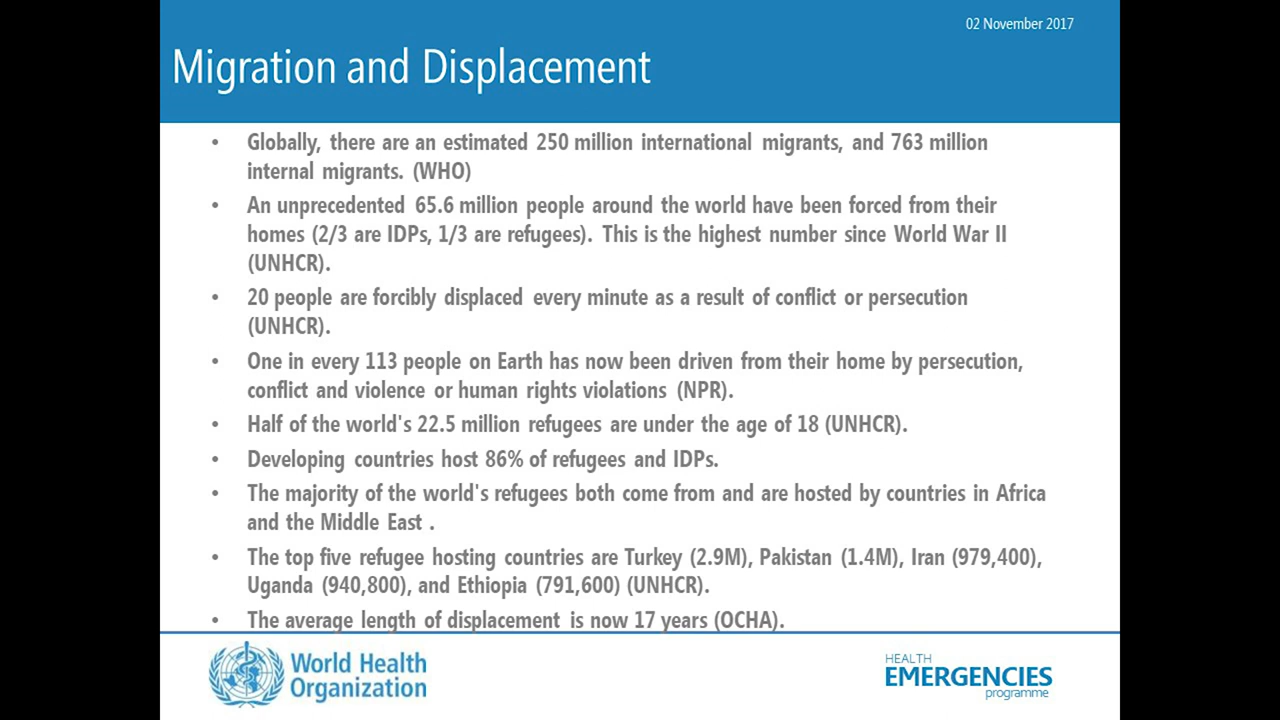 02 November 2017
Migration and Displacement
• Globally, there are an estimated 250 million international migrants, and 763 million
internal migrants. (WHO)
• An unprecedented 65.6 million people around the world have been forced from their
homes (2/3 are IDPs, 1/3 are refugees). This is the highest number since World War II
(UNHCR).
• 20 people are forcibly displaced every minute as a result of conflict or persecution
(UNHCR).
• One in every 113 people on Earth has now been driven from their home by persecution,
conflict and violence or human rights violations (NPR).
• Half of the world's 22.5 million refugees are under the age of 18 (UNHCR).
• Developing countries host 86% of refugees and IDPs.
• The majority of the world's refugees both come from and are hosted by countries in Africa
and the Middle East .
• The top five refugee hosting countries are Turkey (2.9M), Pakistan (1.4M), Iran (979,400),
Uganda (940,800), and Ethiopia (791,600) (UNHCR).
• The average length of displacement is now 17 years (OCHA).
World Health
Organization
HEALTH
EMERGENCIES
programme